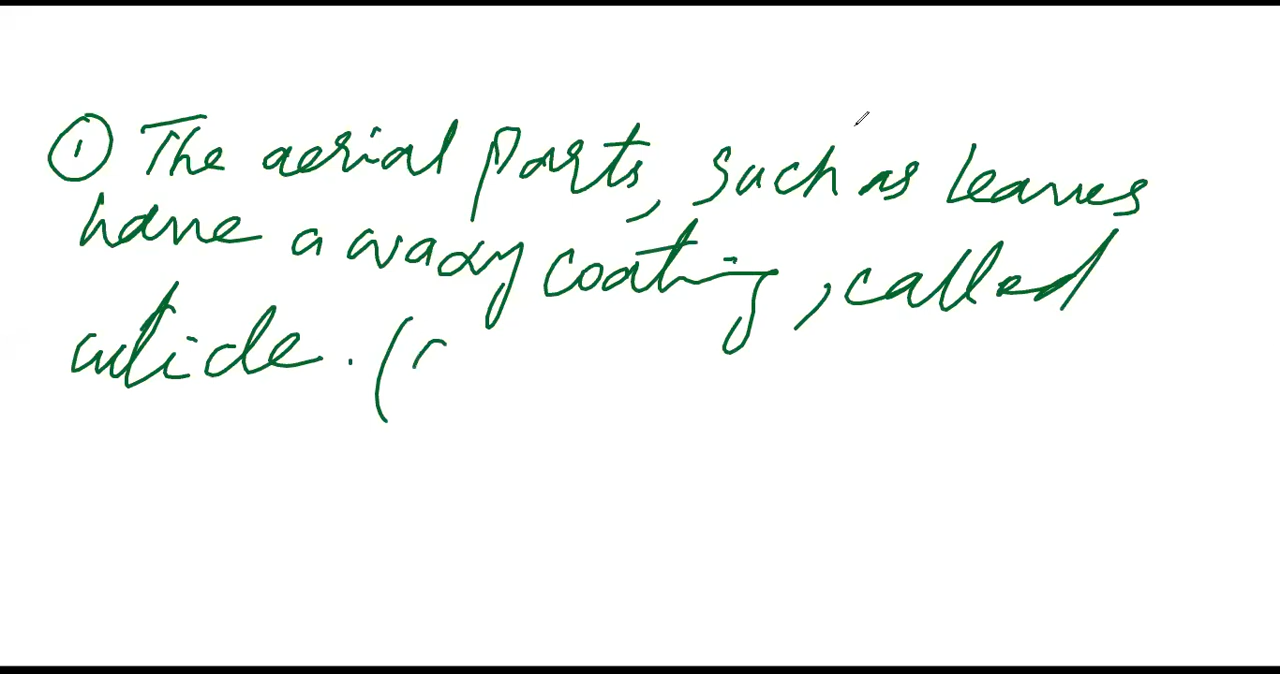 ① The aerial parts, such as leaves
have a waxy coating, called
cuticle. (c